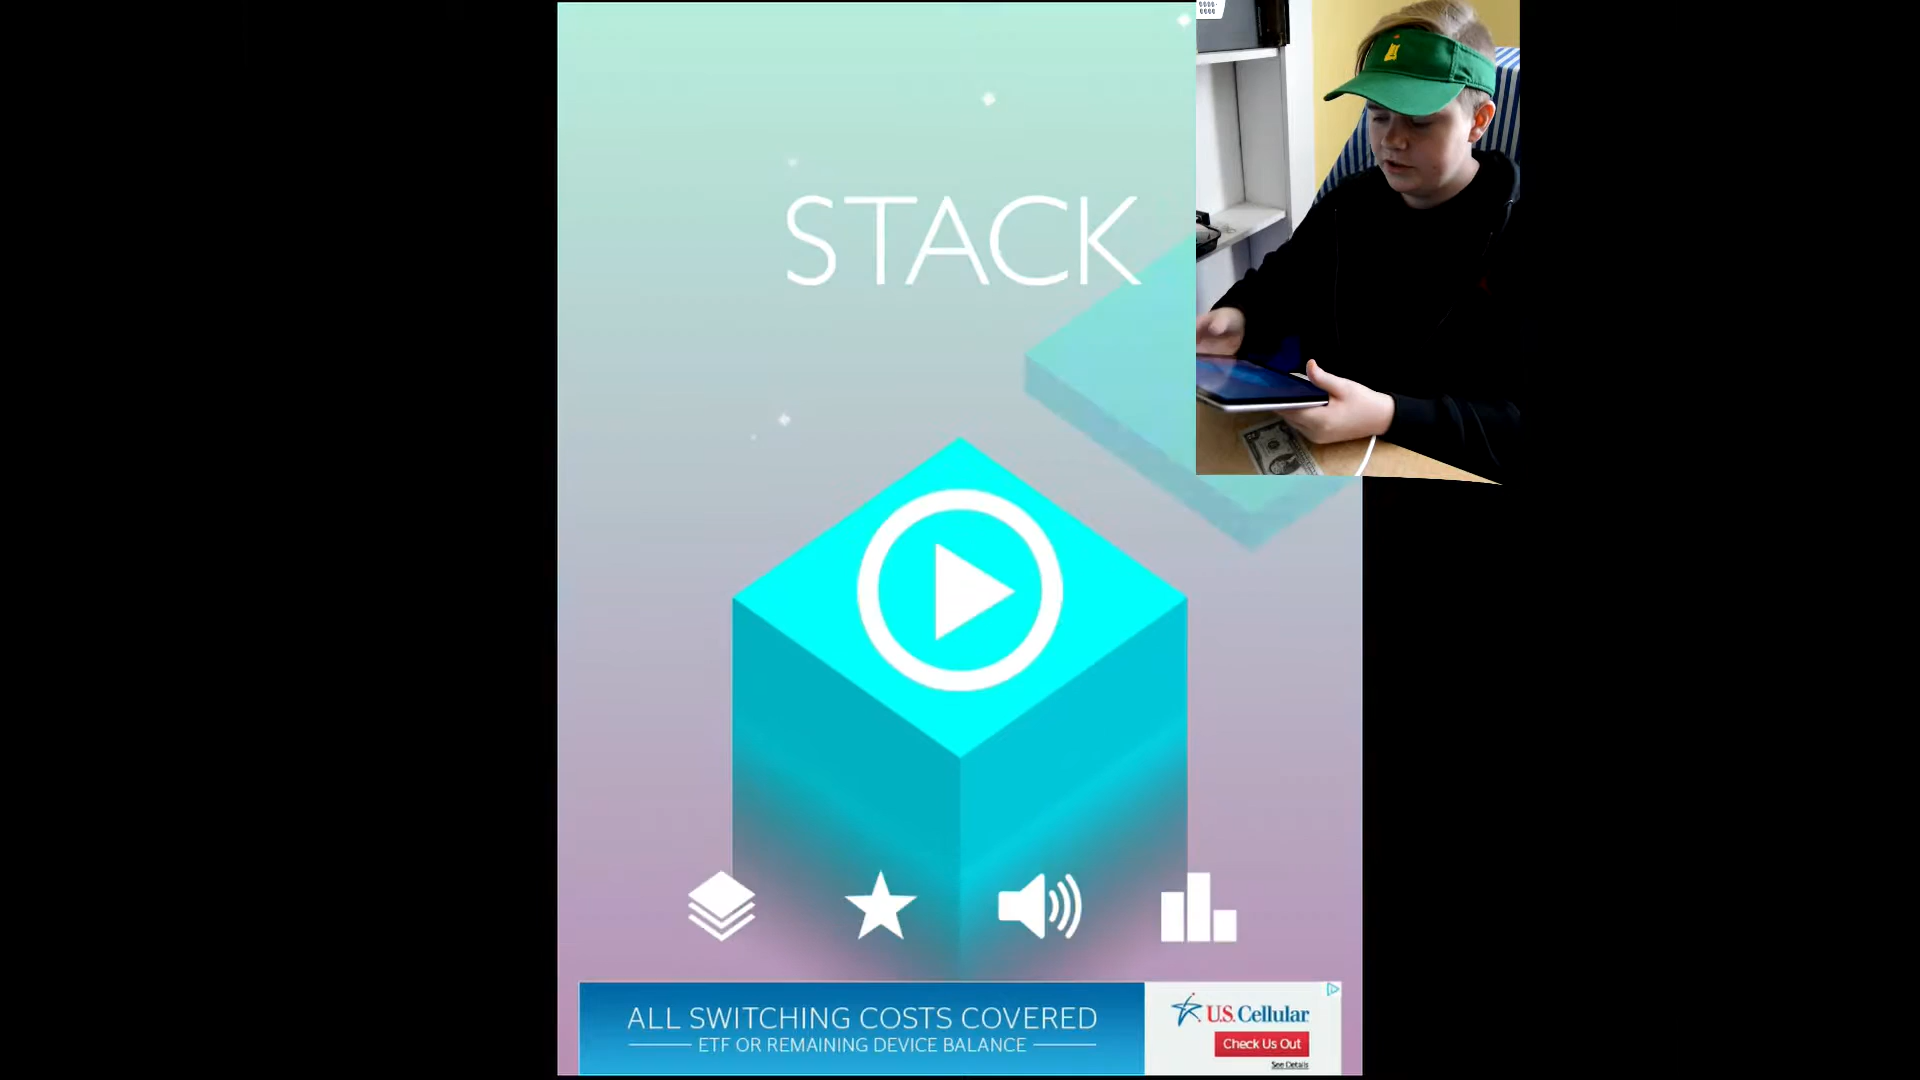 STACK
ALL SWITCHING COSTS COVERED
ETF OR REMAINING DEVICE BALANCE
U.S. Cellular
Check Us Out
See Details